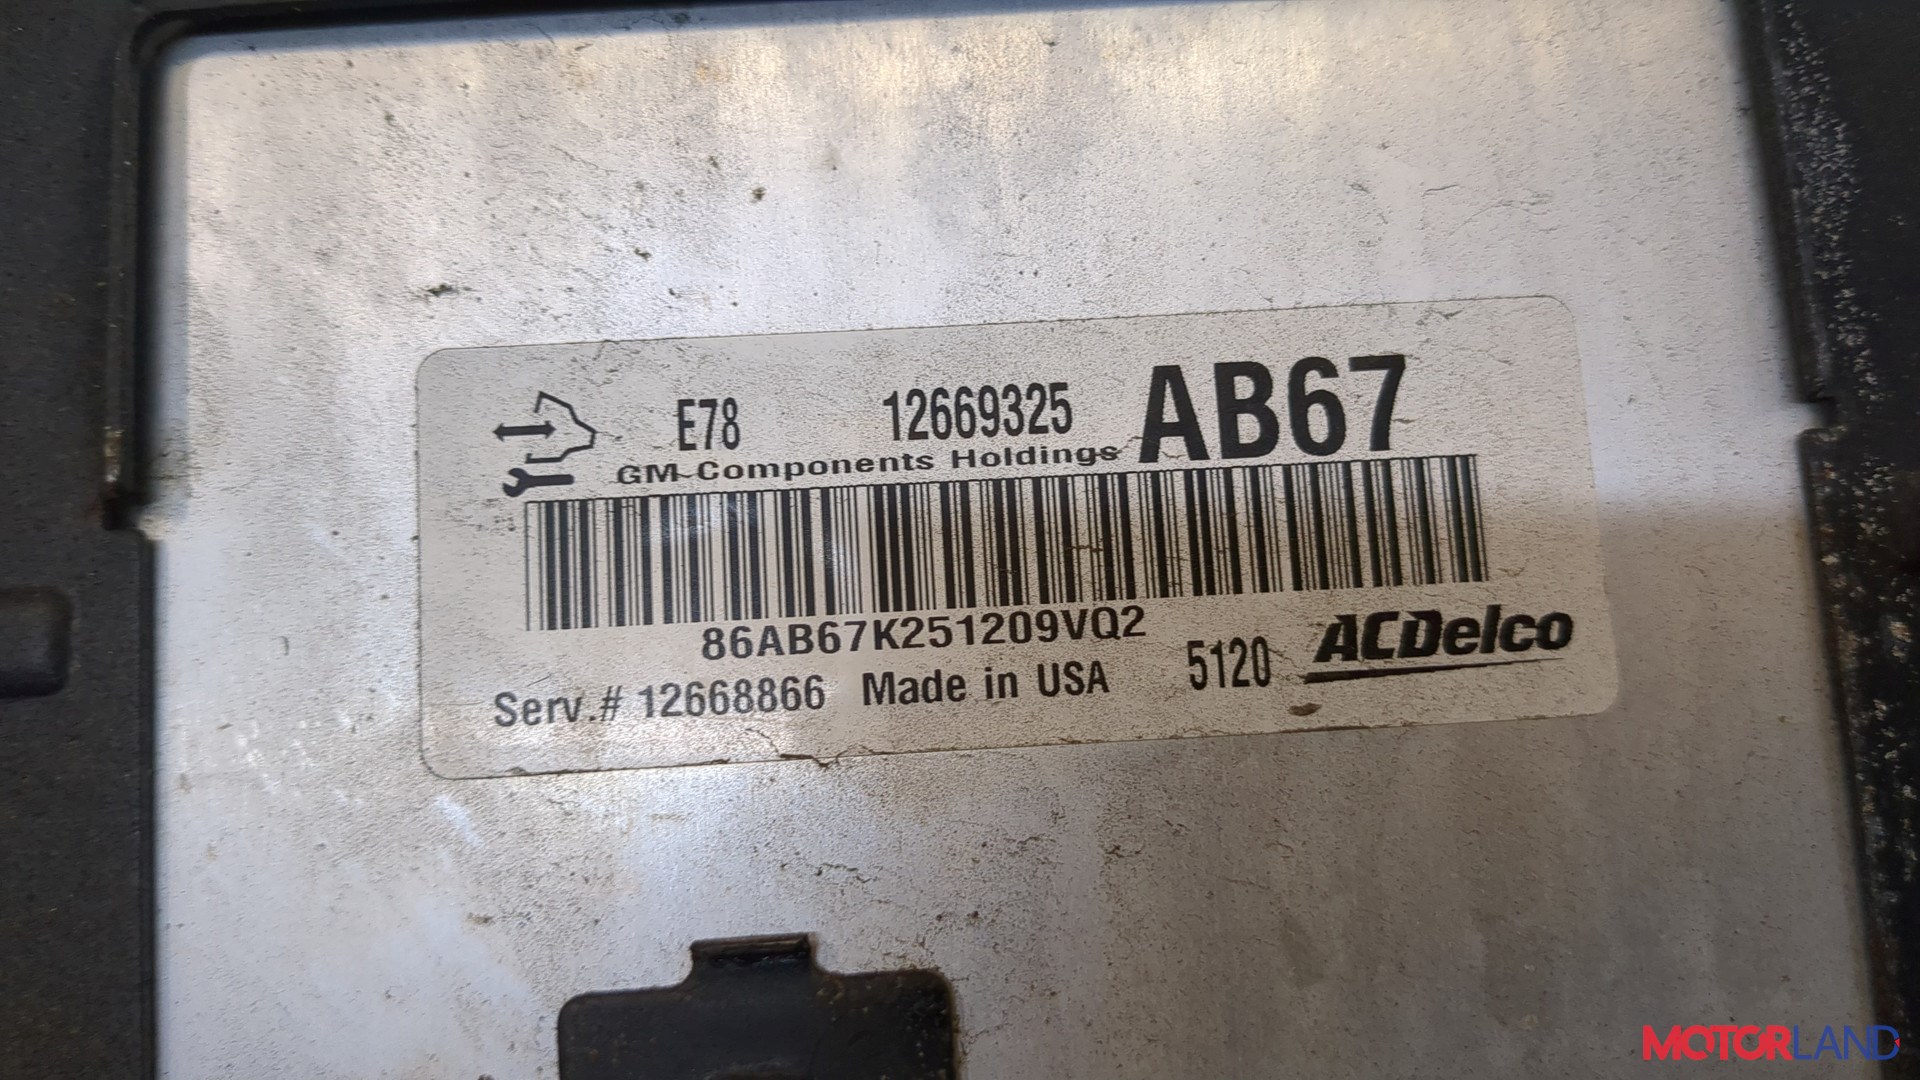 E78 12669325 AB67
GM Components Holdings
86AB67K251209VQ2
Serv.# 12668866 Made in USA 5120 ACDelco
MOTORLAND